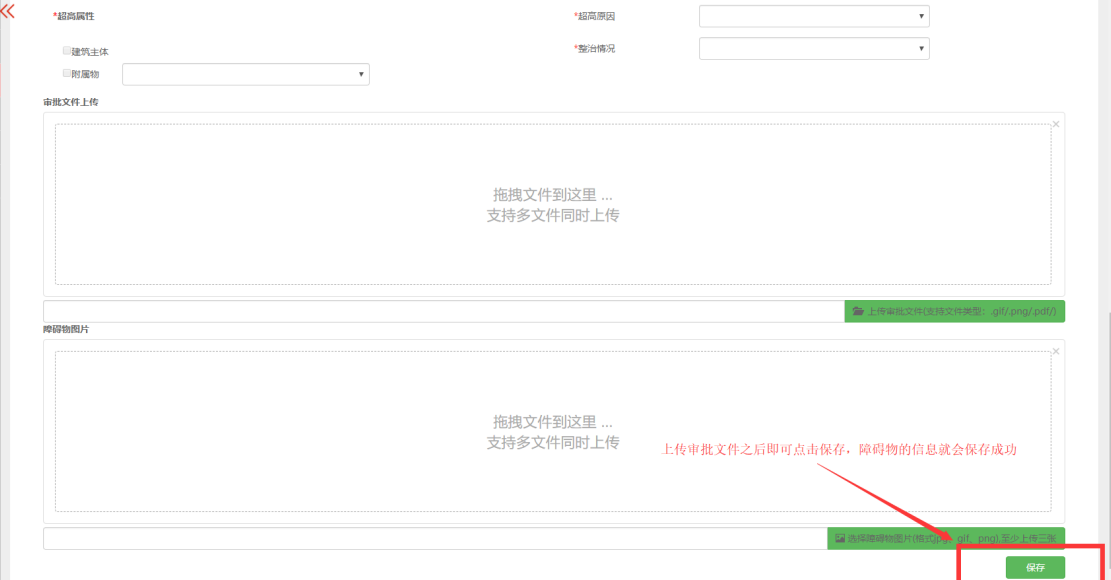 *超高属性
*超高原因
建筑主体
*整治情况
附属物
审批文件上传
×
拖拽文件到这里 ...
支持多文件同时上传
上传审批文件(支持文件类型：.gif/.png/.pdf/)
障碍物图片
×
拖拽文件到这里 ...
支持多文件同时上传
上传审批文件之后即可点击保存，障碍物的信息就会保存成功
选择障碍物图片(格式jpg、gif、png),至少上传三张
保存